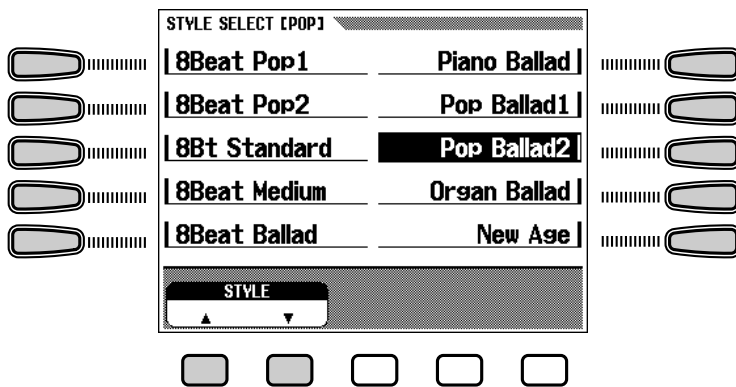 STYLE SELECT [POP]
8Beat Pop1 Piano Ballad
8Beat Pop2 Pop Ballad1
8Bt Standard Pop Ballad2
8Beat Medium Organ Ballad
8Beat Ballad New Age
STYLE
▲ ▼